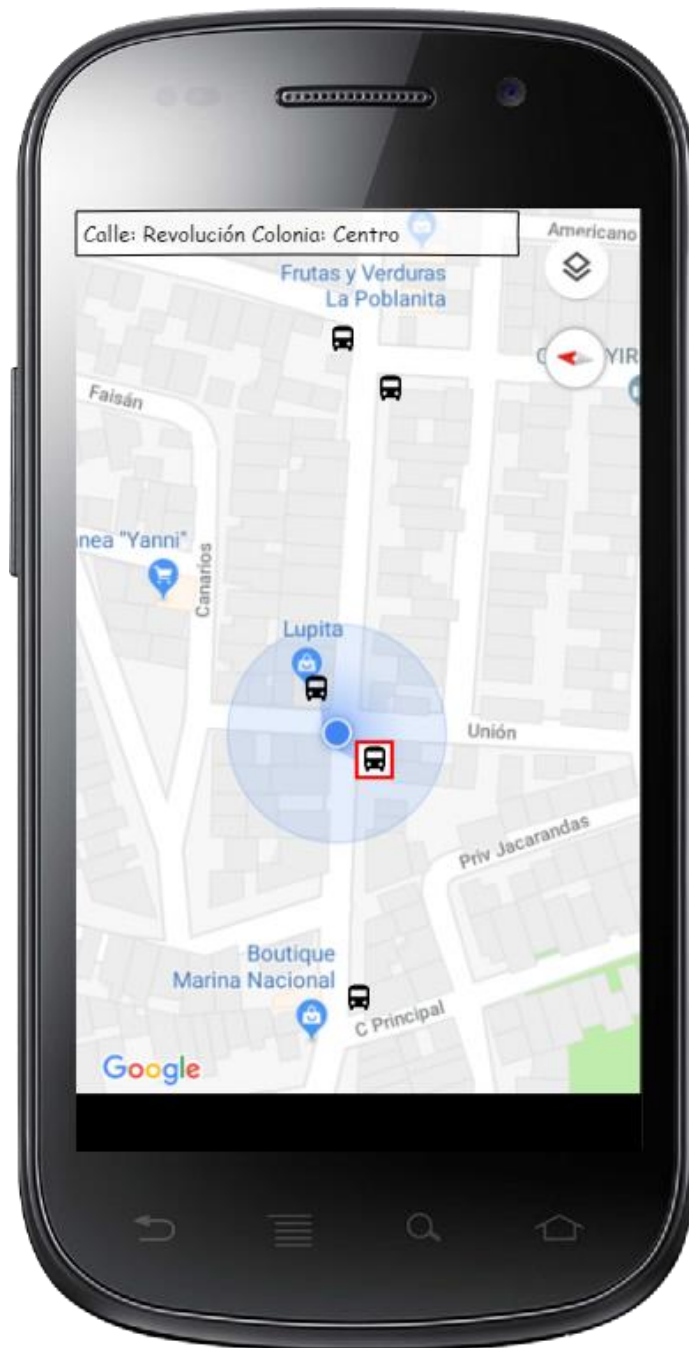 Calle: Revolución Colonia: Centro
Americano
Frutas y Verduras
La Poblanita
YIR
Faisán
nea "Yanni"
Canarios
Lupita
Unión
Priv Jacarandas
Boutique
Marina Nacional
C Principal
Google